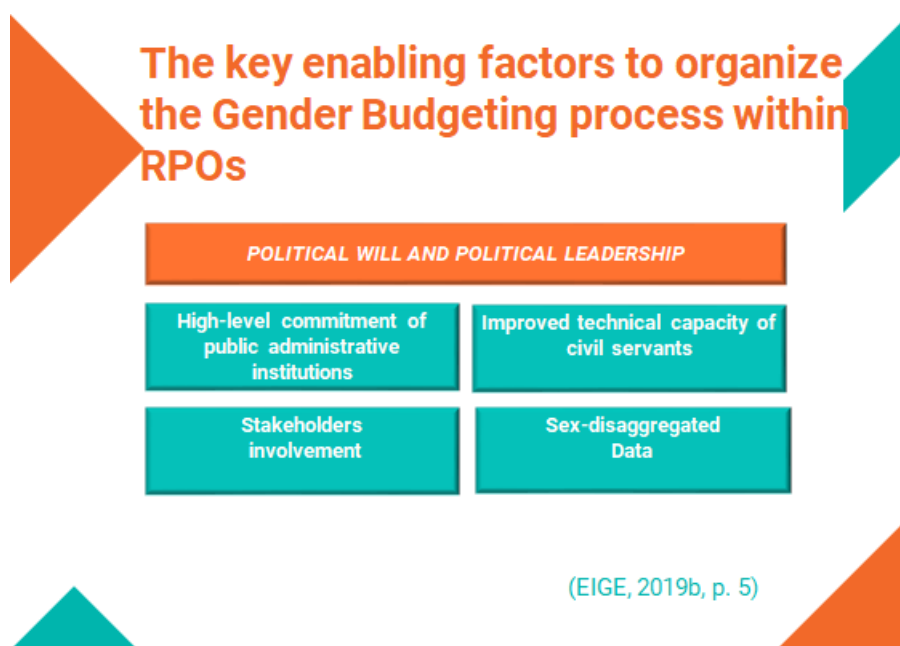 The key enabling factors to organize
the Gender Budgeting process within
RPOs
POLITICAL WILL AND POLITICAL LEADERSHIP
High-level commitment of
public administrative
institutions
Improved technical capacity of
civil servants
Stakeholders
involvement
Sex-disaggregated
Data
(EIGE, 2019b, p. 5)